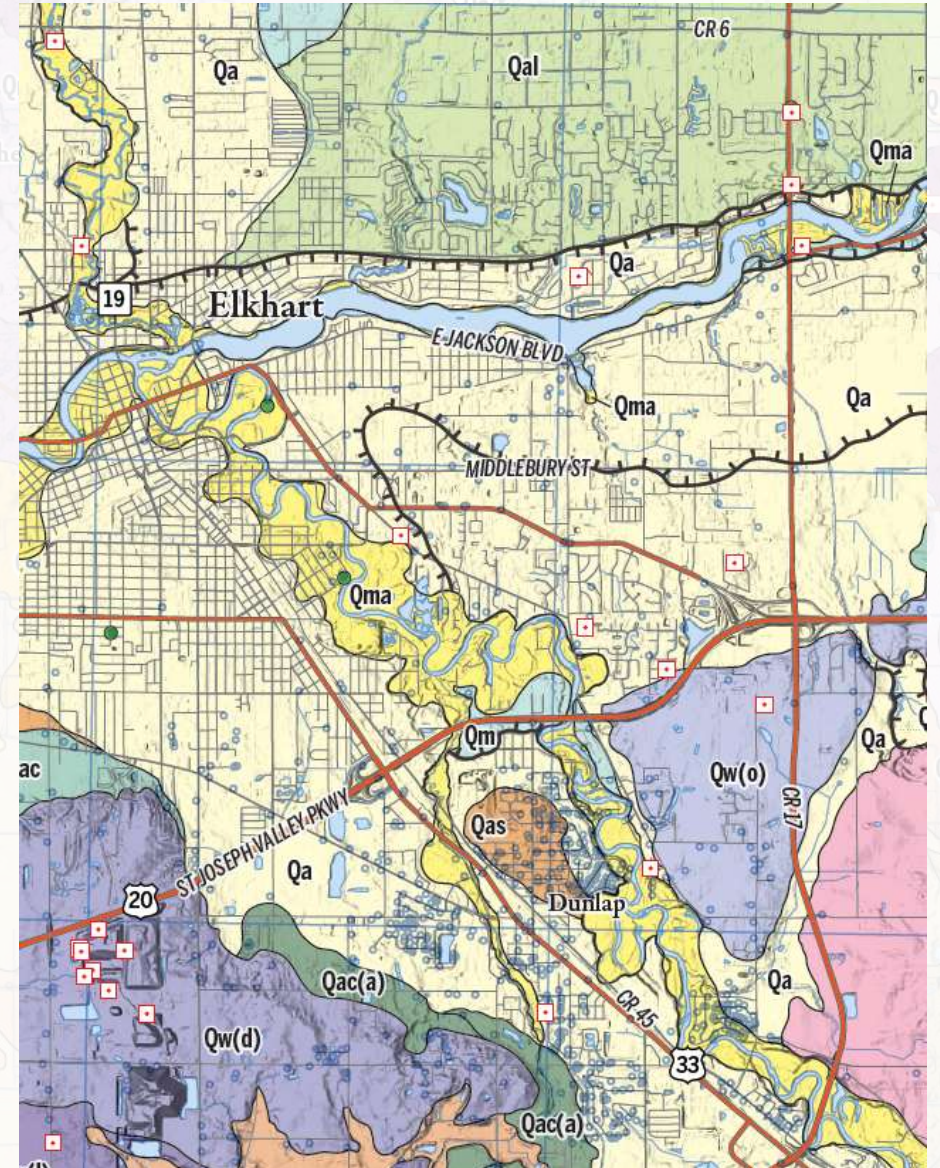 CR 6
Qa
Qal
Qma
Qa
19
Elkhart
E JACKSON BLVD
Qma
Qa
MIDDLEBURY ST
Qma
Qm
Qa
ac
Qw(o)
CR 17
Qas
ST JOSEPH VALLEY PKWY
Qa
20
Dunlap
Qac(a)
Qa
CR 45
Qw(d)
33
Qac(a)